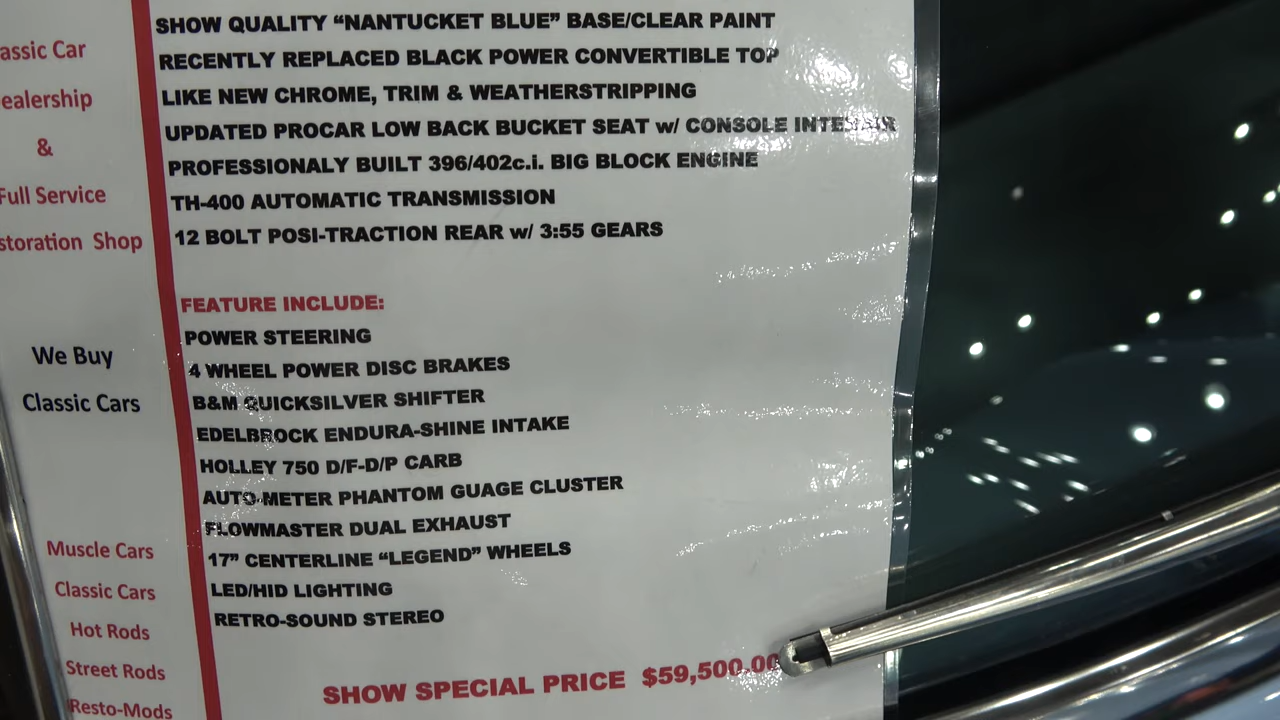 SHOW QUALITY “NANTUCKET BLUE” BASE/CLEAR PAINT
RECENTLY REPLACED BLACK POWER CONVERTIBLE TOP
LIKE NEW CHROME, TRIM & WEATHERSTRIPPING
UPDATED PROCAR LOW BACK BUCKET SEAT w/ CONSOLE INTERIOR
PROFESSIONALY BUILT 396/402c.i. BIG BLOCK ENGINE
TH-400 AUTOMATIC TRANSMISSION
12 BOLT POSI-TRACTION REAR w/ 3:55 GEARS
FEATURE INCLUDE:
POWER STEERING
4 WHEEL POWER DISC BRAKES
B&M QUICKSILVER SHIFTER
EDELBROCK ENDURA-SHINE INTAKE
HOLLEY 750 D/F-D/P CARB
AUTO-METER PHANTOM GUAGE CLUSTER
FLOWMASTER DUAL EXHAUST
17” CENTERLINE “LEGEND” WHEELS
LED/HID LIGHTING
RETRO-SOUND STEREO
SHOW SPECIAL PRICE $59,500.00
assic Car
ealership
&
Full Service
storation Shop
We Buy
Classic Cars
Muscle Cars
Classic Cars
Hot Rods
Street Rods
Resto-Mods